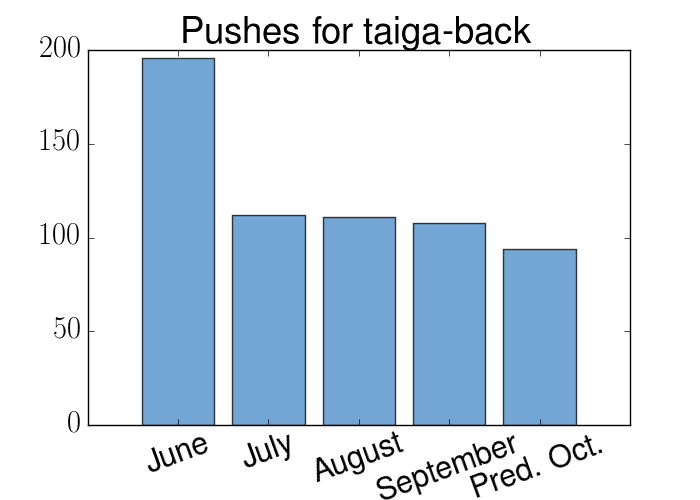 Pushes for taiga-back
200
150
100
50
0
June
July
August
September
Pred. Oct.